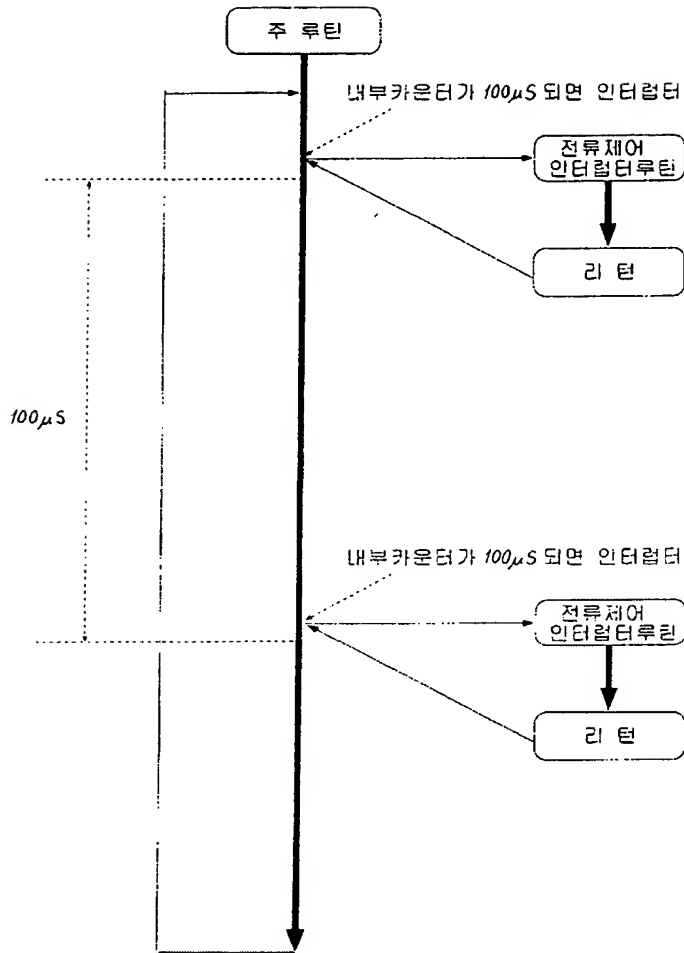 주 루틴
내부카운터가 100μS 되면 인터럽터
전류제어
인터럽터루틴
리 턴
100μS
내부카운터가 100μS 되면 인터럽터
전류제어
인터럽터루틴
리 턴